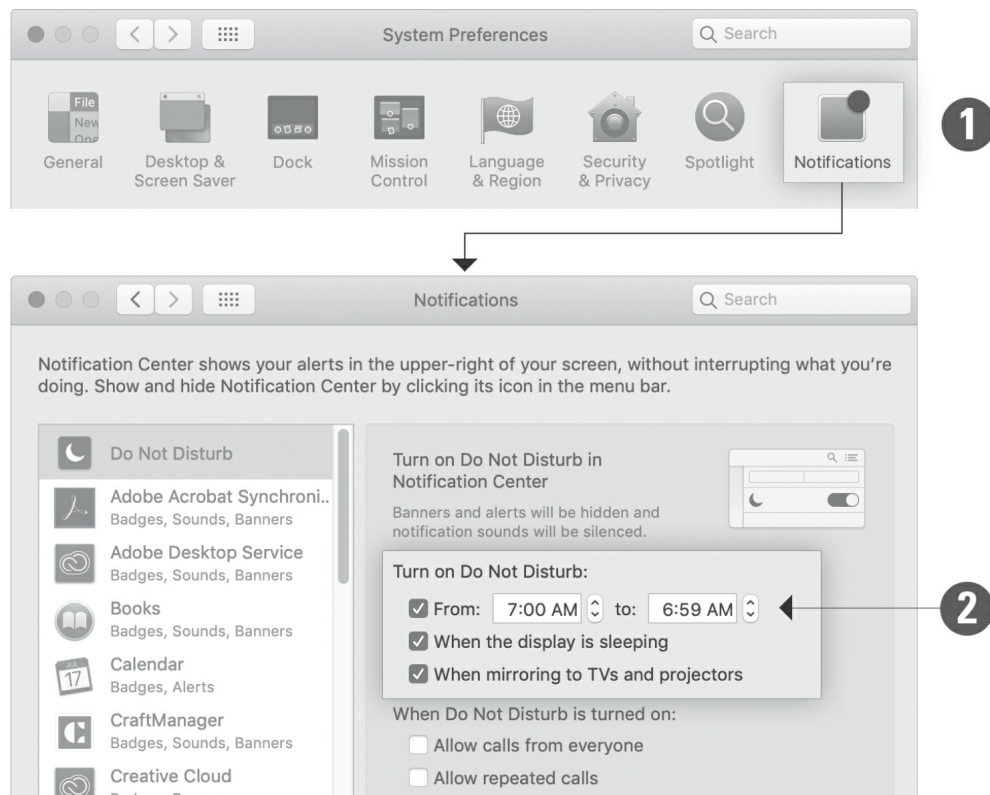 System Preferences
Search
File
New
General
Desktop &
Screen Saver
Dock
Mission
Control
Language
& Region
Security
& Privacy
Spotlight
Notifications
1
Notifications
Search
Notification Center shows your alerts in the upper-right of your screen, without interrupting what you're
doing. Show and hide Notification Center by clicking its icon in the menu bar.
Do Not Disturb
Adobe Acrobat Synchroni..
Badges, Sounds, Banners
Adobe Desktop Service
Badges, Sounds, Banners
Books
Badges, Sounds, Banners
JUL
17
Calendar
Badges, Alerts
CraftManager
Badges, Sounds, Banners
Creative Cloud
Turn on Do Not Disturb in
Notification Center
Banners and alerts will be hidden and
notification sounds will be silenced.
Turn on Do Not Disturb:
From: 7:00 AM to: 6:59 AM
2
When the display is sleeping
When mirroring to TVs and projectors
When Do Not Disturb is turned on:
Allow calls from everyone
Allow repeated calls